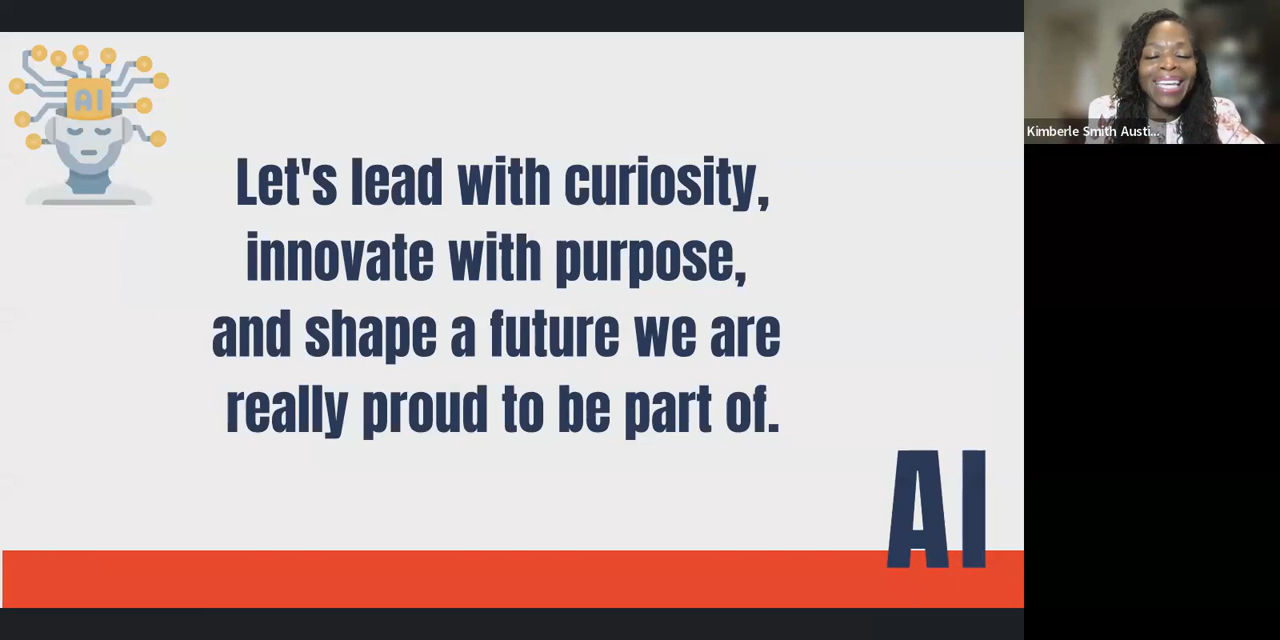 AI
Let's lead with curiosity,
innovate with purpose,
and shape a future we are
really proud to be part of.
AI
Kimberle Smith Austi...